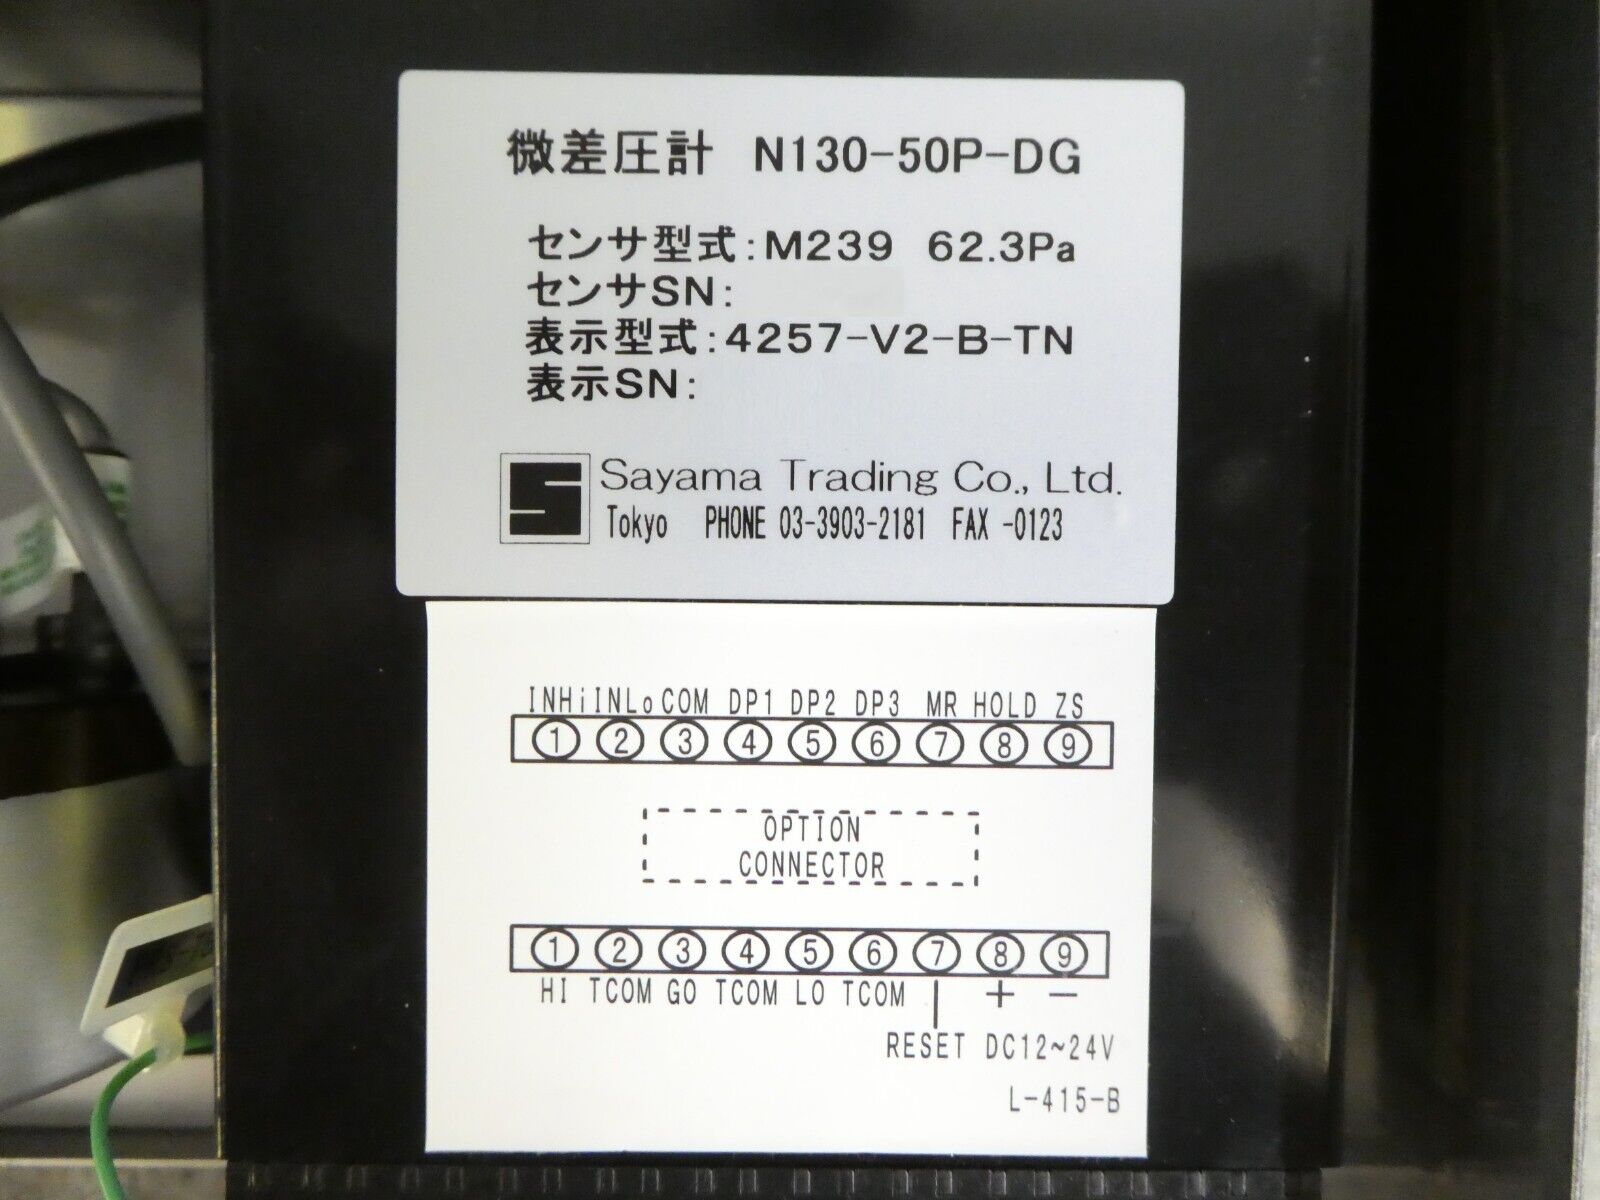 微差圧計 N130-50P-DG
センサ型式:M239 62.3Pa
センサSN:
表示型式:4257-V2-B-TN
表示SN:
Sayama Trading Co., Ltd.
Tokyo PHONE 03-3903-2181 FAX -0123
INHi INLo COM DP1 DP2 DP3 MR HOLD ZS
① ② ③ ④ ⑤ ⑥ ⑦ ⑧ ⑨
OPTION
CONNECTOR
① ② ③ ④ ⑤ ⑥ ⑦ ⑧ ⑨
HI TCOM GO TCOM LO TCOM + −
RESET DC12~24V
L-415-B